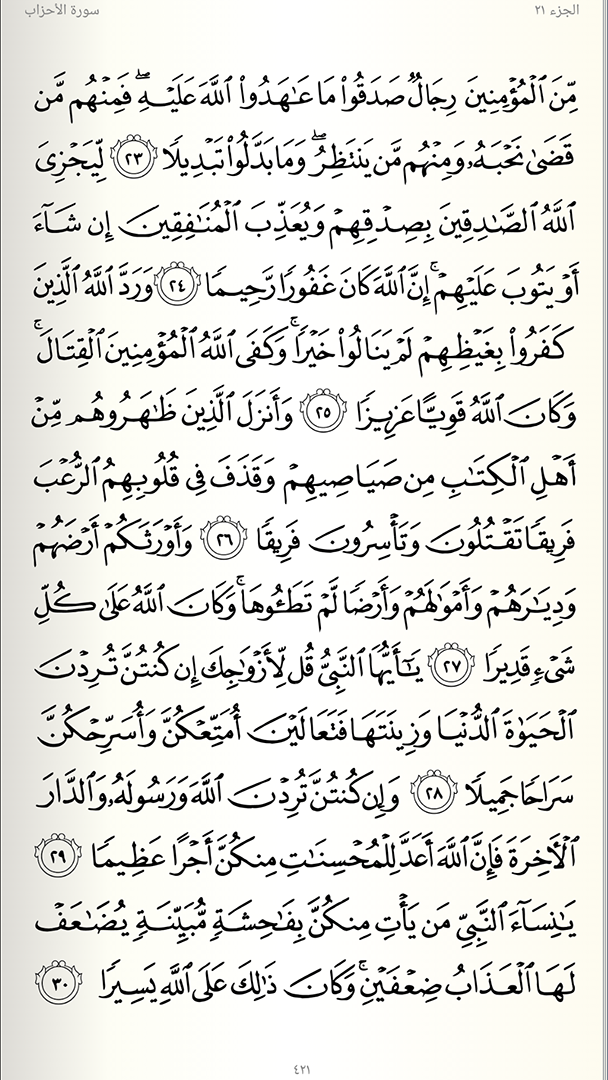 الجزء ٢١
سورة الأحزاب
مِّنَ ٱلْمُؤْمِنِينَ رِجَالٌ صَدَقُوا۟ مَا عَٰهَدُوا۟ ٱللَّهَ عَلَيْهِ ۖ فَمِنْهُم مَّن
قَضَىٰ نَحْبَهُۥ وَمِنْهُم مَّن يَنتَظِرُ ۖ وَمَا بَدَّلُوا۟ تَبْدِيلًا ٢٣ لِّيَجْزِىَ
ٱللَّهُ ٱلصَّٰدِقِينَ بِصِدْقِهِمْ وَيُعَذِّبَ ٱلْمُنَٰفِقِينَ إِن شَآءَ
أَوْ يَتُوبَ عَلَيْهِمْ ۚ إِنَّ ٱللَّهَ كَانَ غَفُورًا رَّحِيمًا ٢٤ وَرَدَّ ٱللَّهُ ٱلَّذِينَ
كَفَرُوا۟ بِغَيْظِهِمْ لَمْ يَنَالُوا۟ خَيْرًا ۚ وَكَفَى ٱللَّهُ ٱلْمُؤْمِنِينَ ٱلْقِتَالَ ۚ
وَكَانَ ٱللَّهُ قَوِيًّا عَزِيزًا ٢٥ وَأَنزَلَ ٱلَّذِينَ ظَٰهَرُوهُم مِّنْ
أَهْلِ ٱلْكِتَٰبِ مِن صَيَاصِيهِمْ وَقَذَفَ فِى قُلُوبِهِمُ ٱلرُّعْبَ
فَرِيقًا تَقْتُلُونَ وَتَأْسِرُونَ فَرِيقًا ٢٦ وَأَوْرَثَكُمْ أَرْضَهُمْ
وَدِيَٰرَهُمْ وَأَمْوَٰلَهُمْ وَأَرْضًا لَّمْ تَطَـُٔوهَا ۚ وَكَانَ ٱللَّهُ عَلَىٰ كُلِّ
شَىْءٍ قَدِيرًا ٢٧ يَٰٓأَيُّهَا ٱلنَّبِىُّ قُل لِّأَزْوَٰجِكَ إِن كُنتُنَّ تُرِدْنَ
ٱلْحَيَوٰةَ ٱلدُّنْيَا وَزِينَتَهَا فَتَعَالَيْنَ أُمَتِّعْكُنَّ وَأُسَرِّحْكُنَّ
سَرَاحًا جَمِيلًا ٢٨ وَإِن كُنتُنَّ تُرِدْنَ ٱللَّهَ وَرَسُولَهُۥ وَٱلدَّارَ
ٱلْءَاخِرَةَ فَإِنَّ ٱللَّهَ أَعَدَّ لِلْمُحْسِنَٰتِ مِنكُنَّ أَجْرًا عَظِيمًا ٢٩
يَٰنِسَآءَ ٱلنَّبِىِّ مَن يَأْتِ مِنكُنَّ بِفَٰحِشَةٍ مُّبَيِّنَةٍ يُضَٰعَفْ
لَهَا ٱلْعَذَابُ ضِعْفَيْنِ ۚ وَكَانَ ذَٰلِكَ عَلَى ٱللَّهِ يَسِيرًا ٣٠
٤٢١